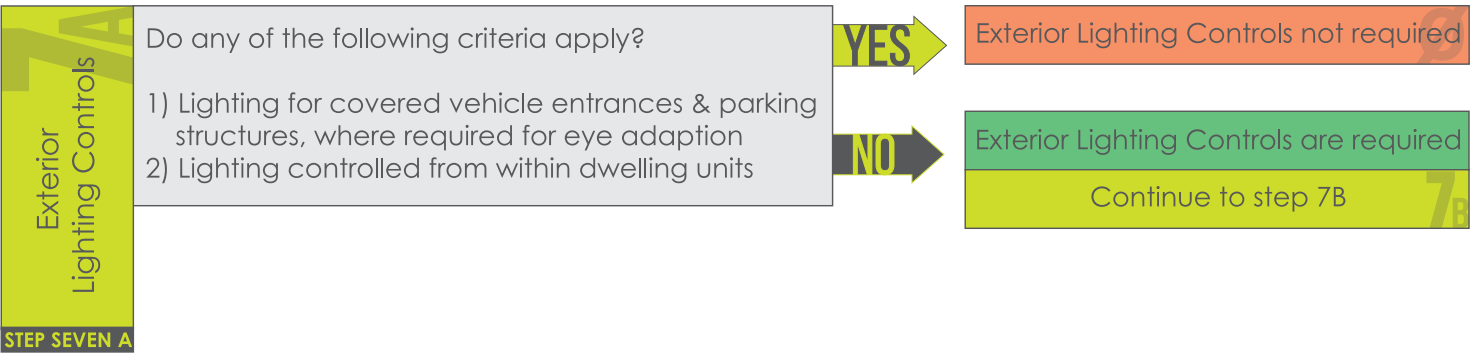 7A
Exterior
Lighting Controls
STEP SEVEN A
Do any of the following criteria apply?
1) Lighting for covered vehicle entrances & parking
structures, where required for eye adaption
2) Lighting controlled from within dwelling units
YES
Exterior Lighting Controls not required
Ø
NO
Exterior Lighting Controls are required
Continue to step 7B
7B